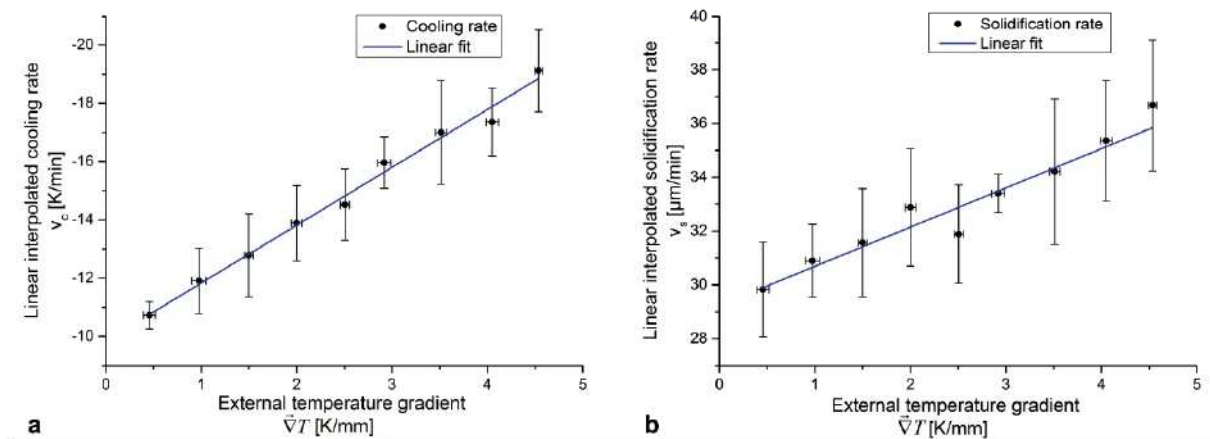 Cooling rate
Linear fit
-20
-18
-16
-14
-12
-10
Linear interpolated cooling rate
v_c [K/min]
0 1 2 3 4 5
External temperature gradient
∇⃗T [K/mm]
a
Solidification rate
Linear fit
40
38
36
34
32
30
28
Linear interpolated solidification rate
v_s [µm/min]
0 1 2 3 4 5
External temperature gradient
∇⃗T [K/mm]
b